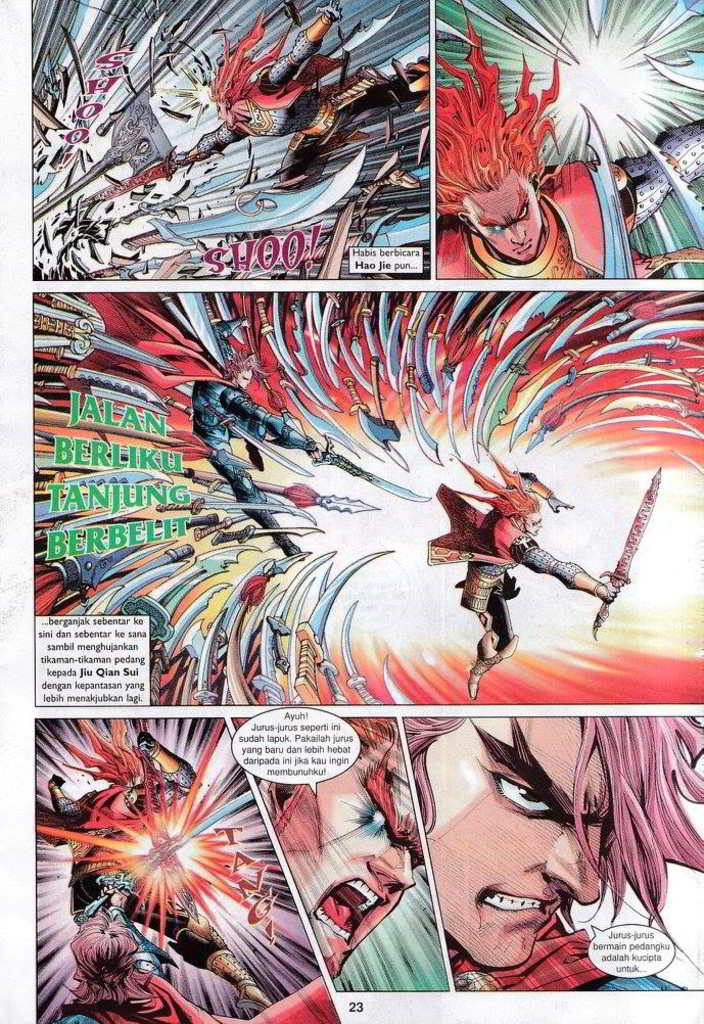 SHOO!
SHOO!
Habis berbicara
Hao Jie pun...
JALAN
BERLIKU
TANJUNG
BERBELIT
...berganjak sebentar ke
sini dan sebentar ke sana
sambil menghujankan
tikaman-tikaman pedang
kepada Jiu Qian Sui
dengan kepantasan yang
lebih menakjubkan lagi.
TANG!
Ayuh!
Jurus-jurus seperti ini
sudah lapuk. Pakailah jurus
yang baru dan lebih hebat
daripada ini jika kau ingin
membunuhku!
Jurus-jurus
bermain pedangku
adalah kucipta
untuk...
23